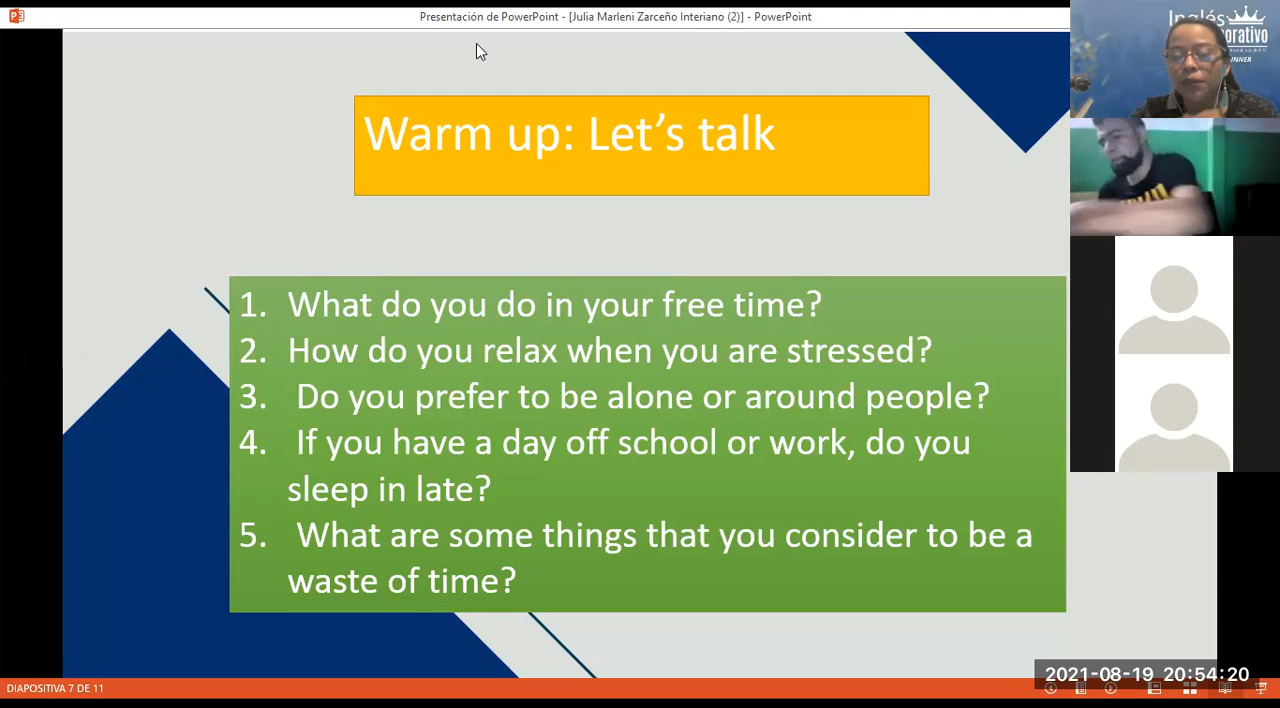 Presentación de PowerPoint - [Julia Marleni Zarceño Interiano (2)] - PowerPoint
Inglés
Warm up: Let’s talk
1. What do you do in your free time?
2. How do you relax when you are stressed?
3. Do you prefer to be alone or around people?
4. If you have a day off school or work, do you
sleep in late?
5. What are some things that you consider to be a
waste of time?
2021-08-19 20:54:20
DIAPOSITIVA 7 DE 11